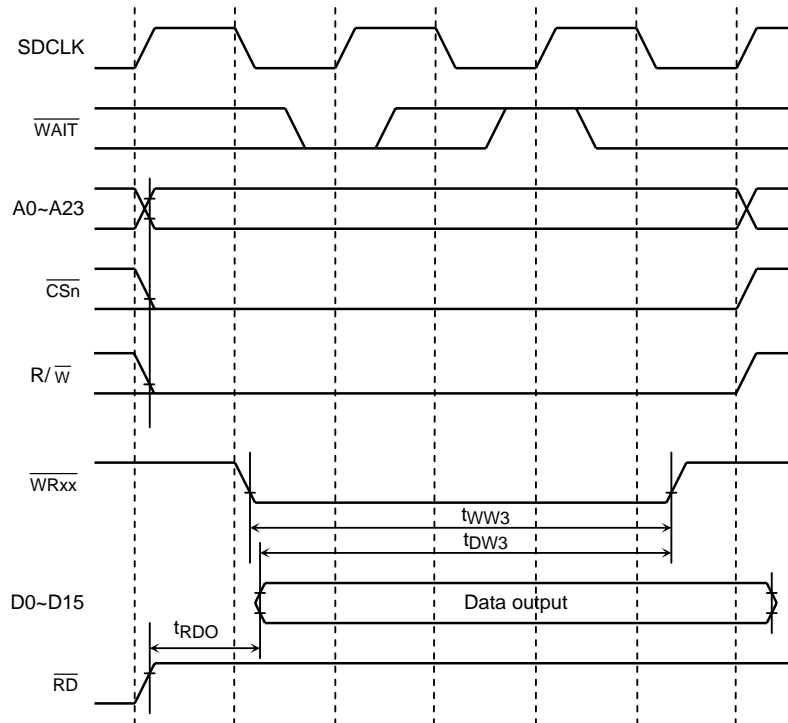 SDCLK
WAIT
A0~A23
CSn
R/ W
WRxx
tWW3
tDW3
D0~D15
Data output
tRDO
RD